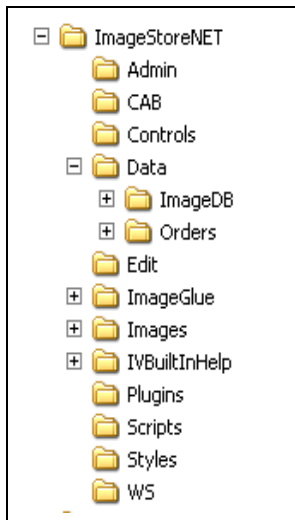 ImageStoreNET
Admin
CAB
Controls
Data
ImageDB
Orders
Edit
ImageGlue
Images
IVBuiltInHelp
Plugins
Scripts
Styles
WS